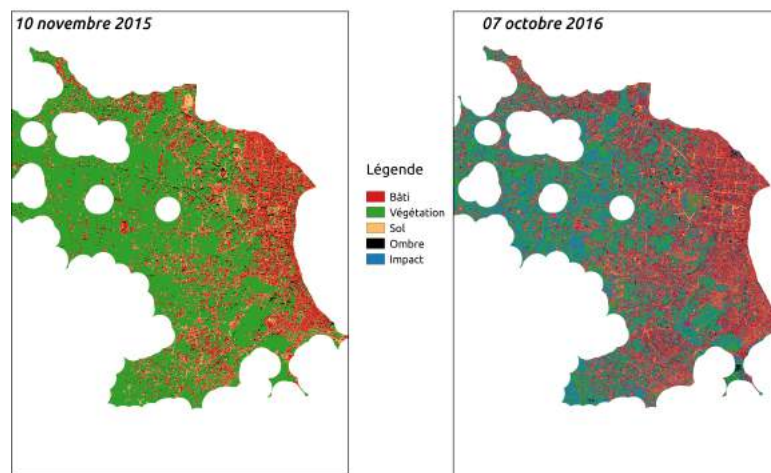 10 novembre 2015
07 octobre 2016
Légende
Bâti
Végétation
Sol
Ombre
Impact